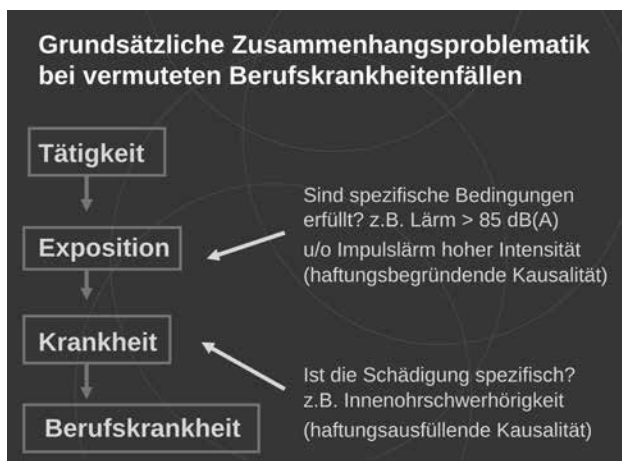 Grundsätzliche Zusammenhangsproblematik
bei vermuteten Berufskrankheitenfällen
Tätigkeit
Sind spezifische Bedingungen
erfüllt? z.B. Lärm > 85 dB(A)
Exposition
u/o Impulslärm hoher Intensität
(haftungsbegründende Kausalität)
Krankheit
Ist die Schädigung spezifisch?
z.B. Innenohrschwerhörigkeit
Berufskrankheit
(haftungsausfüllende Kausalität)